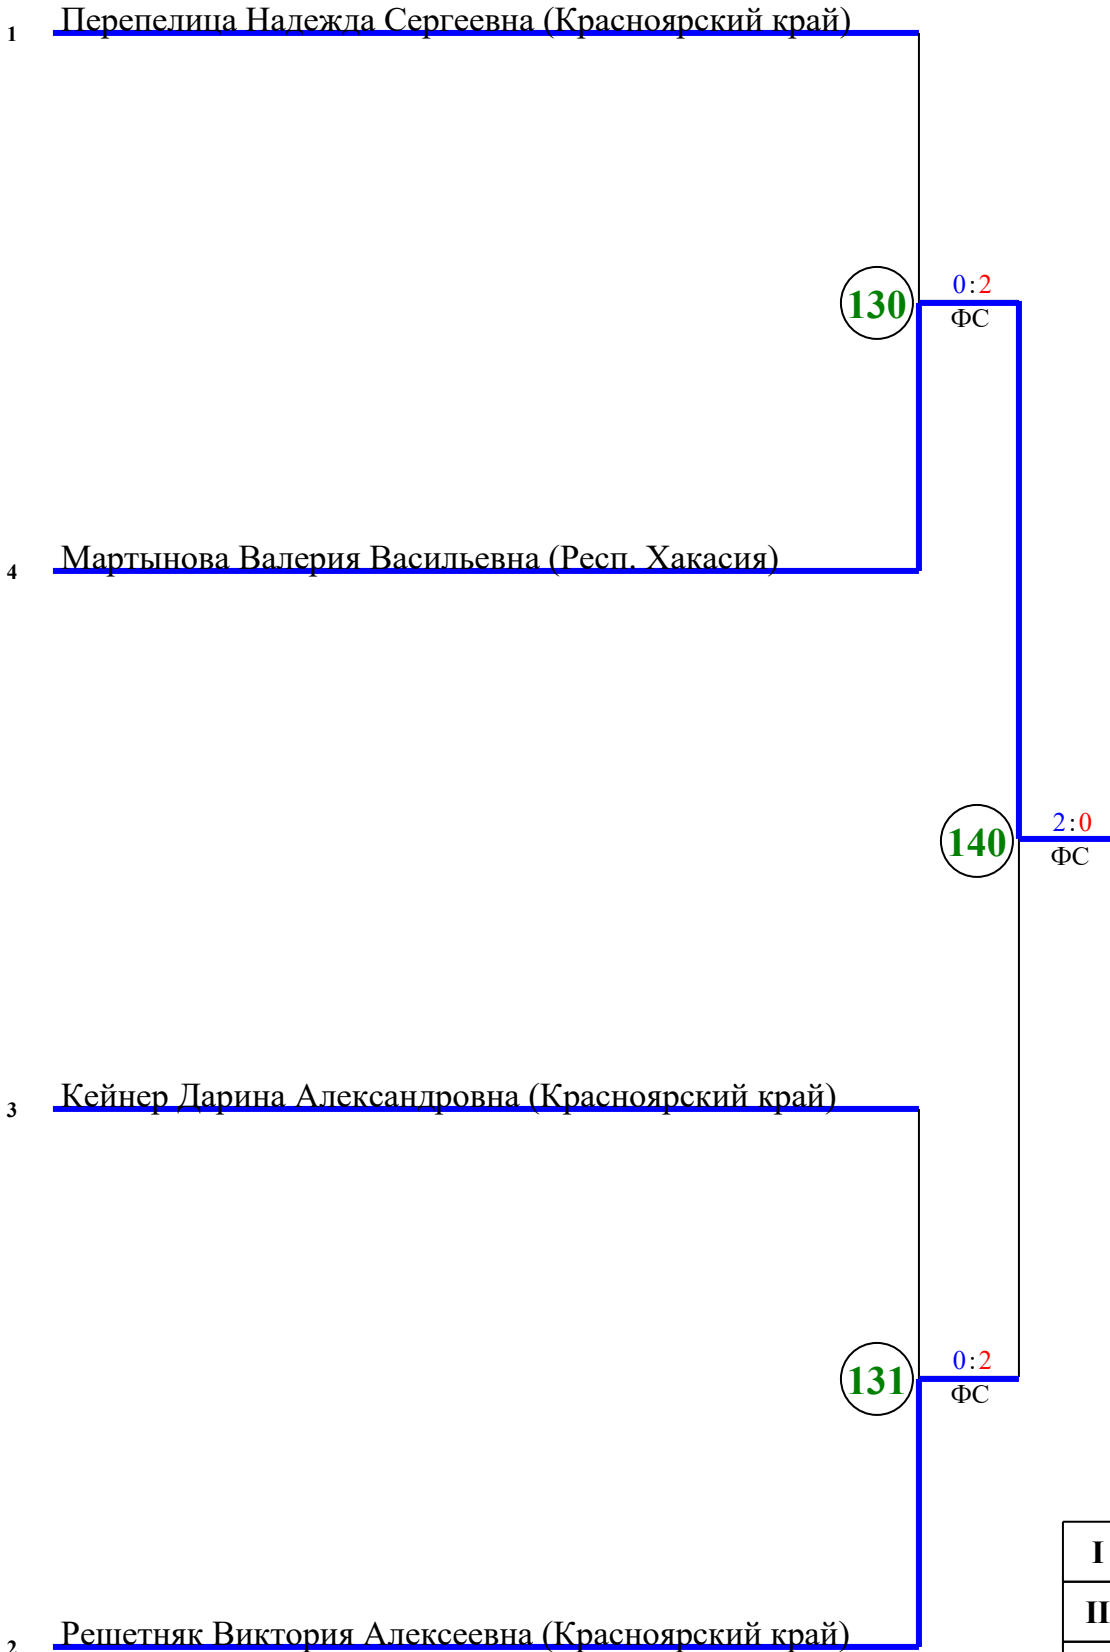 1 Перепелица Надежда Сергеевна (Красноярский край)
130 0:2
ФС
4 Мартынова Валерия Васильевна (Респ. Хакасия)
140 2:0
ФС
3 Кейнер Дарина Александровна (Красноярский край)
131 0:2
ФС
I
II
2 Решетняк Виктория Алексеевна (Красноярский край)